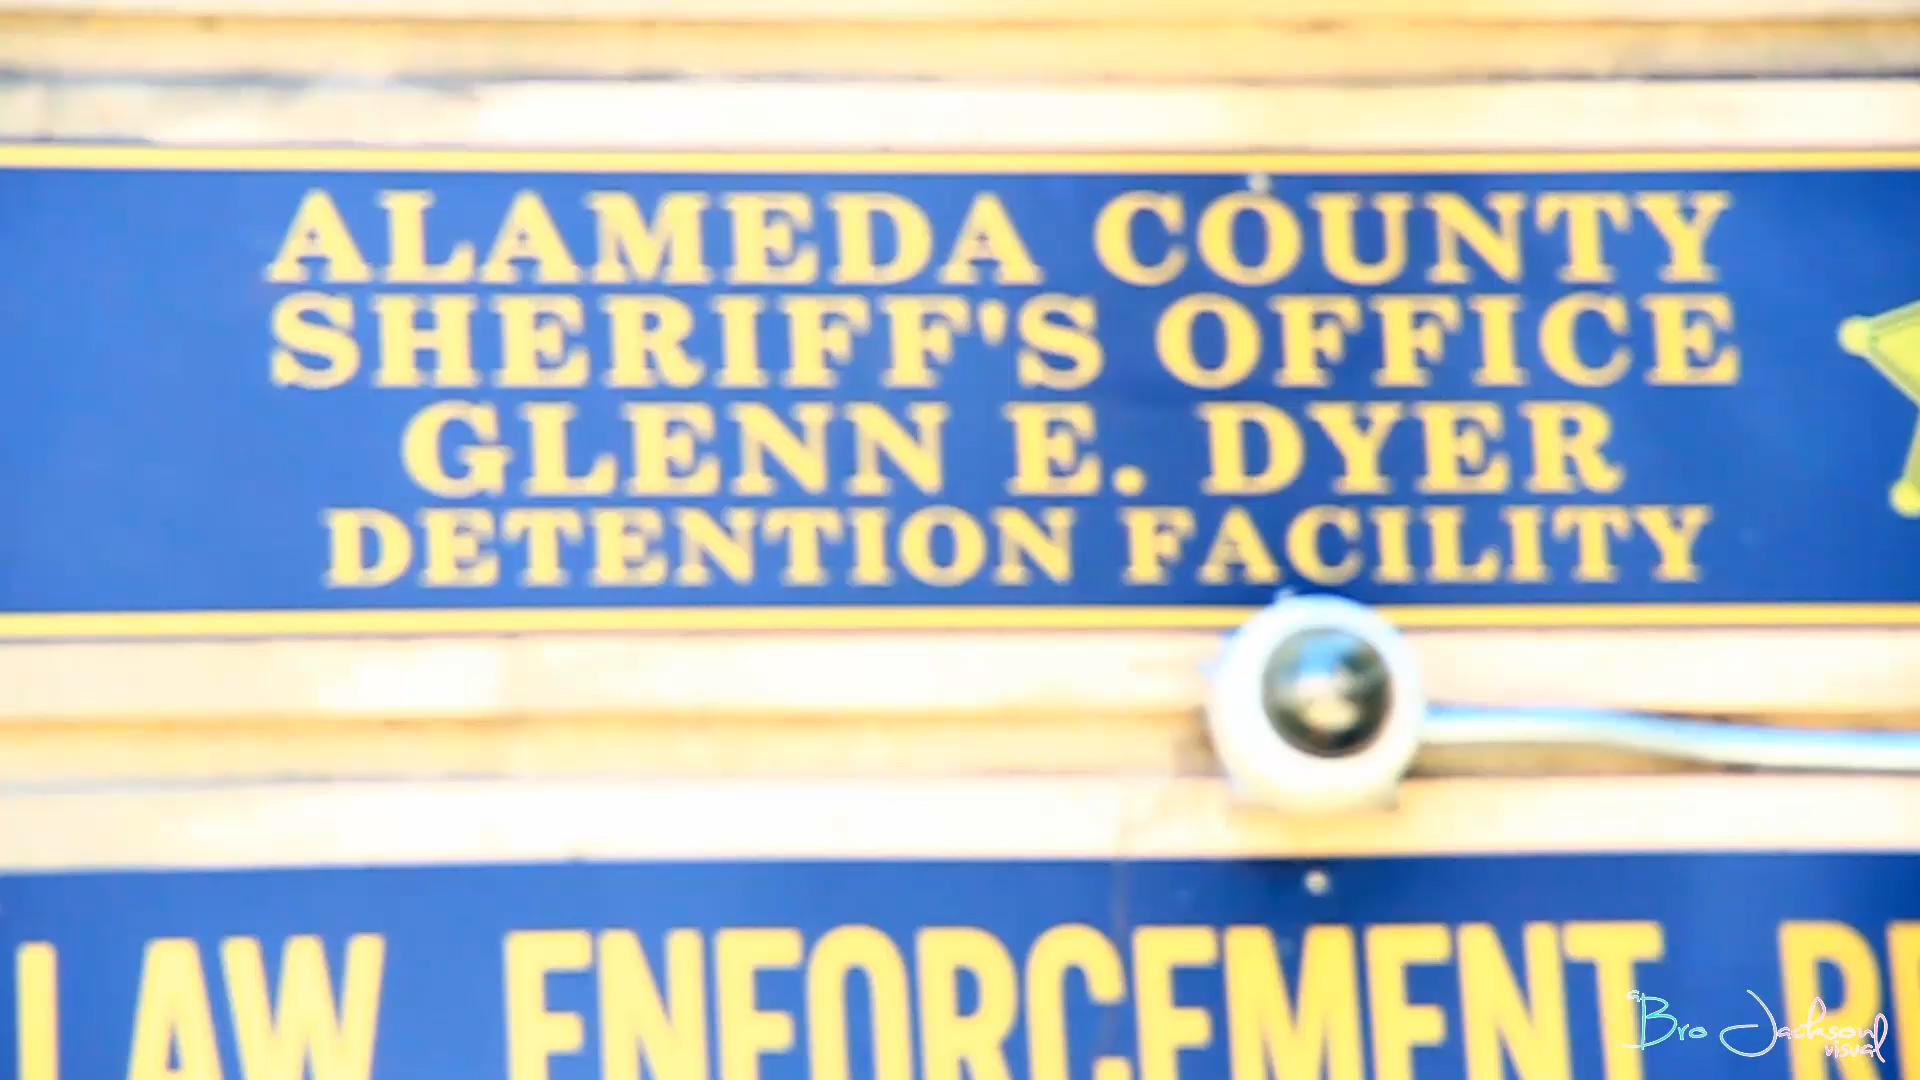 ALAMEDA COUNTY
SHERIFF'S OFFICE
GLENN E. DYER
DETENTION FACILITY
LAW ENFORCEMENT
a Bro Jackson
visual